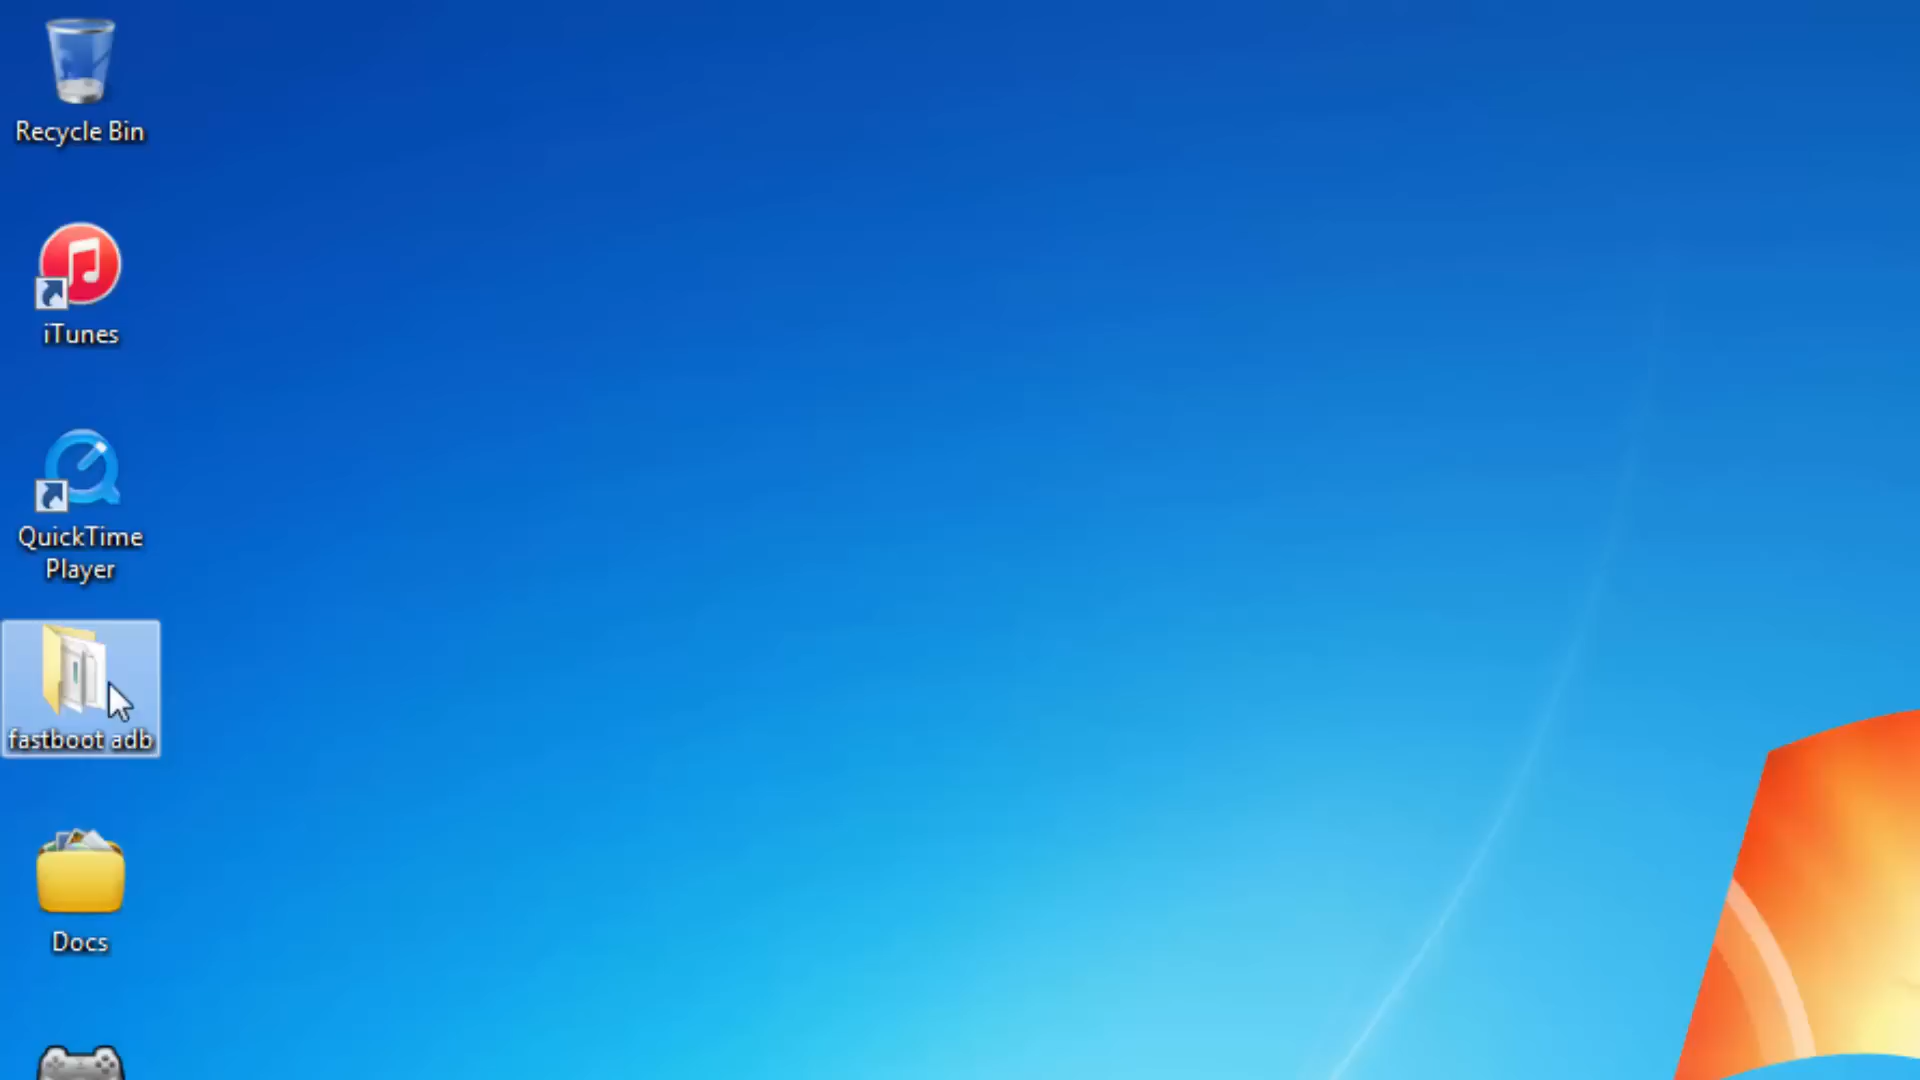 Recycle Bin
iTunes
QuickTime
Player
fastboot adb
Docs